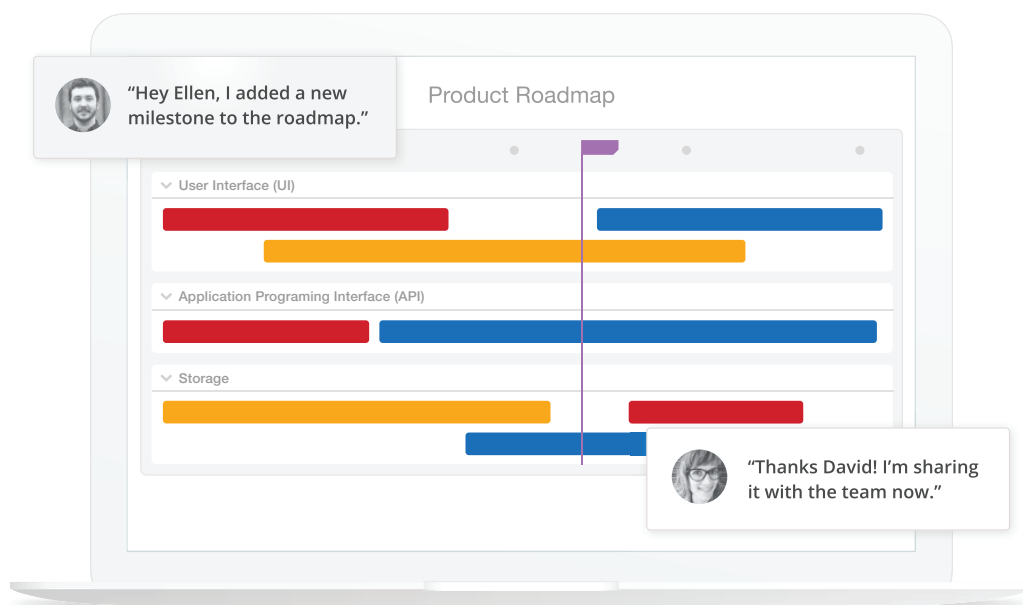 “Hey Ellen, I added a new
milestone to the roadmap.”
Product Roadmap
User Interface (UI)
Application Programing Interface (API)
Storage
“Thanks David! I’m sharing
it with the team now.”